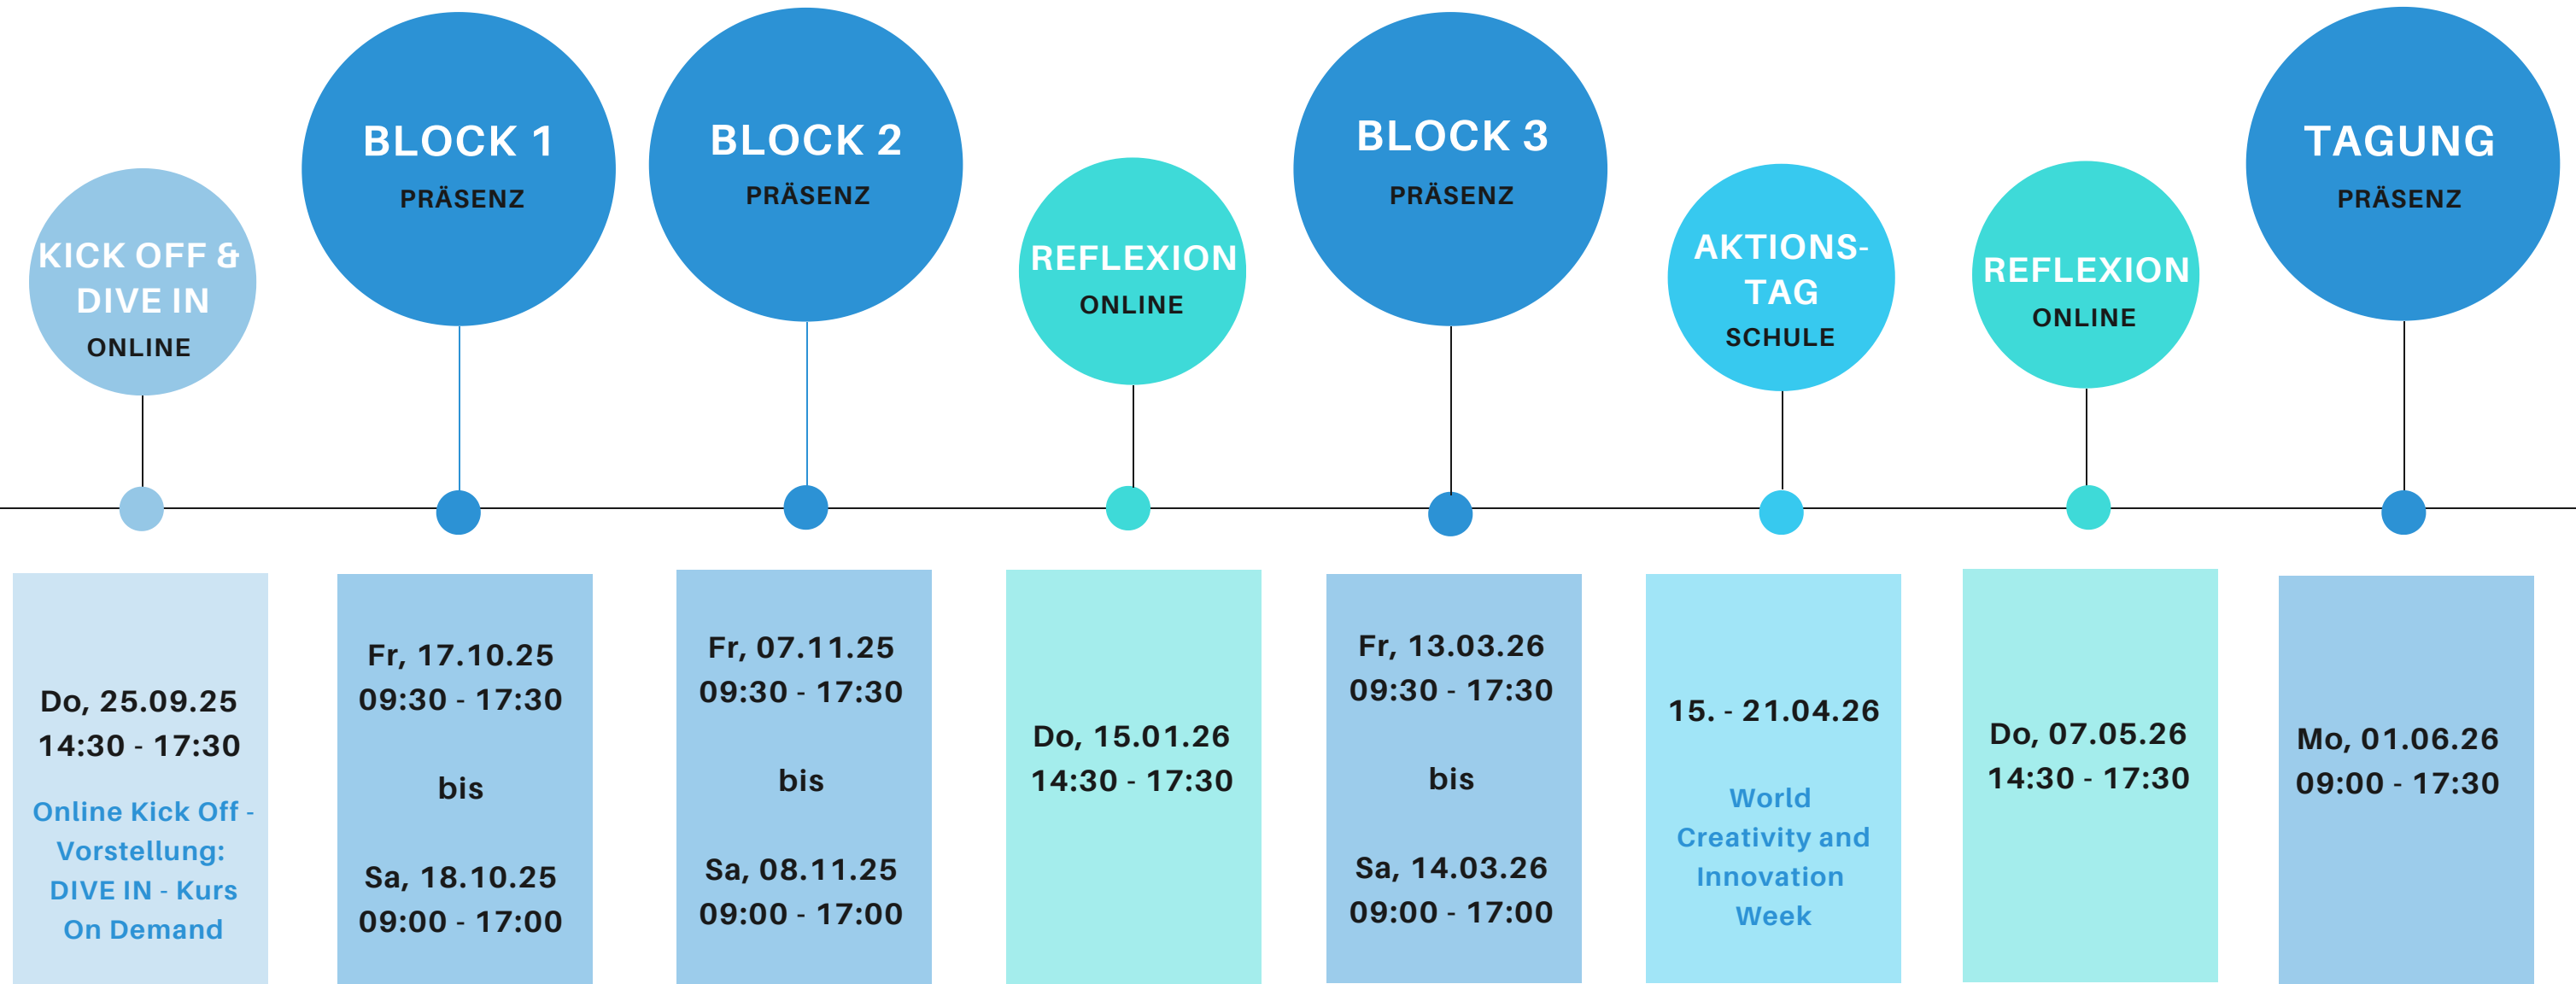 KICK OFF &
DIVE IN
ONLINE
BLOCK 1
PRÄSENZ
BLOCK 2
PRÄSENZ
REFLEXION
ONLINE
BLOCK 3
PRÄSENZ
AKTIONS-
TAG
SCHULE
REFLEXION
ONLINE
TAGUNG
PRÄSENZ
Do, 25.09.25
14:30 - 17:30
Online Kick Off -
Vorstellung:
DIVE IN - Kurs
On Demand
Fr, 17.10.25
09:30 - 17:30
bis
Sa, 18.10.25
09:00 - 17:00
Fr, 07.11.25
09:30 - 17:30
bis
Sa, 08.11.25
09:00 - 17:00
Do, 15.01.26
14:30 - 17:30
Fr, 13.03.26
09:30 - 17:30
bis
Sa, 14.03.26
09:00 - 17:00
15. - 21.04.26
World
Creativity and
Innovation
Week
Do, 07.05.26
14:30 - 17:30
Mo, 01.06.26
09:00 - 17:30